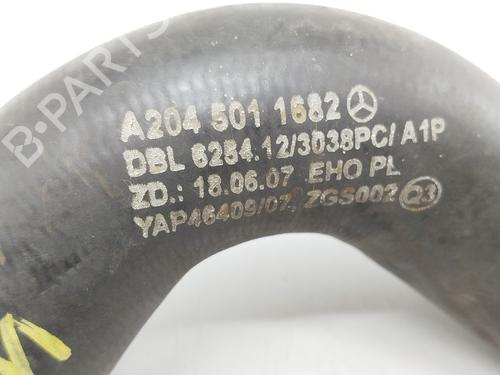 B-PARTS
A204 501 1682
DBL 6254.12/3038PC/A1P
ZD.: 18.06.07 EHO PL
YAP46409/07 ZGS002 Q3